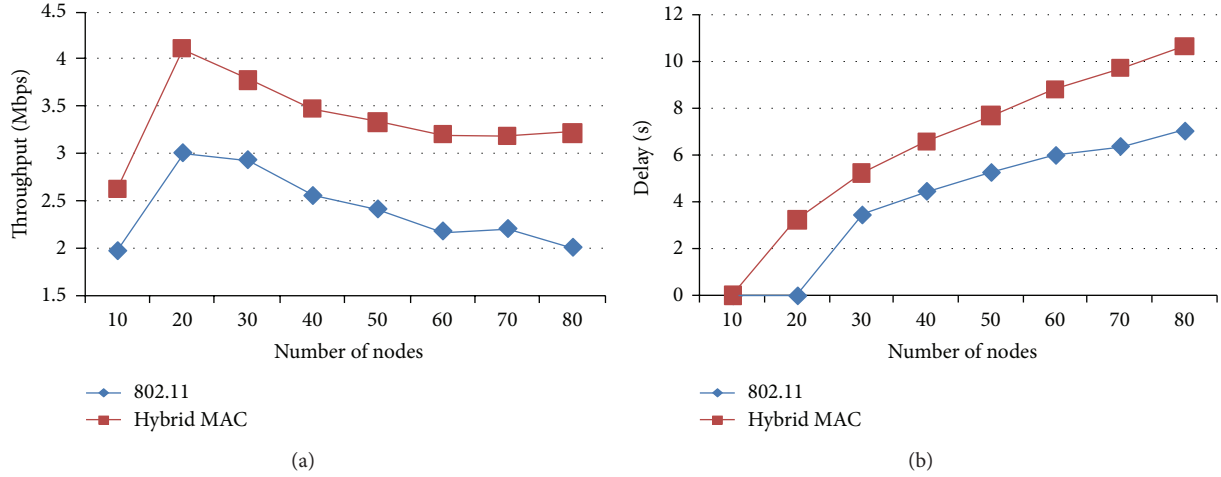 4.5
4
3.5
3
2.5
2
1.5
Throughput (Mbps)
10 20 30 40 50 60 70 80
Number of nodes
802.11
Hybrid MAC
(a)
12
10
8
6
4
2
0
Delay (s)
10 20 30 40 50 60 70 80
Number of nodes
802.11
Hybrid MAC
(b)